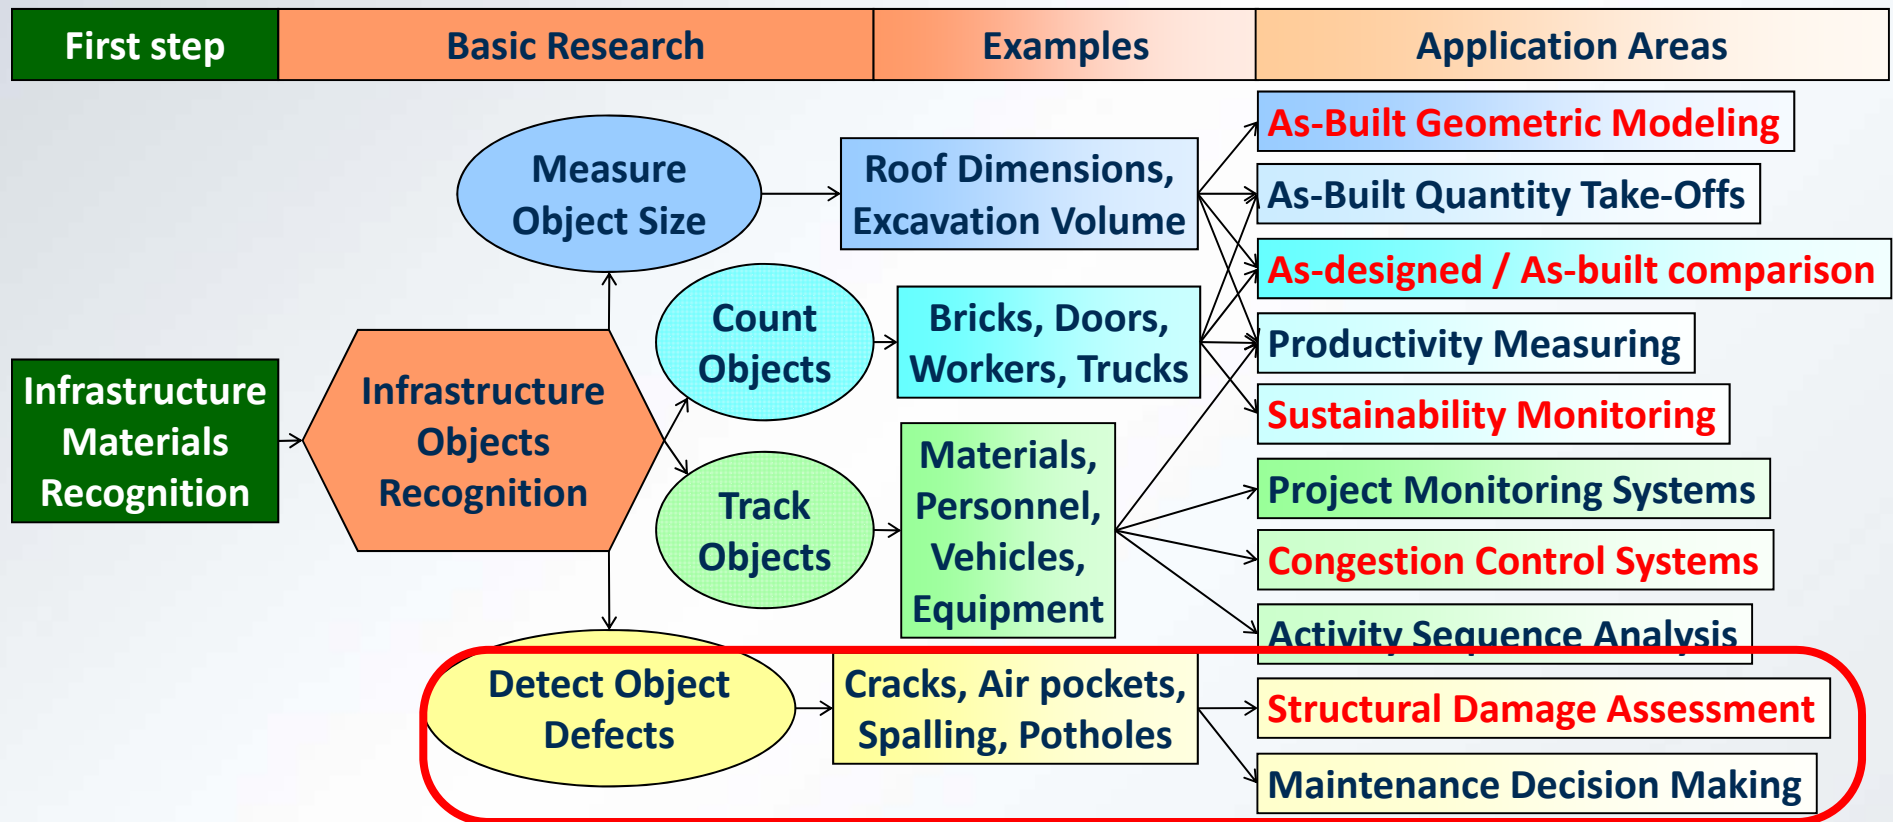 First step
Basic Research
Examples
Application Areas
Infrastructure
Materials
Recognition
Infrastructure
Objects
Recognition
Measure
Object Size
Count
Objects
Track
Objects
Detect Object
Defects
Roof Dimensions,
Excavation Volume
Bricks, Doors,
Workers, Trucks
Materials,
Personnel,
Vehicles,
Equipment
Cracks, Air pockets,
Spalling, Potholes
As-Built Geometric Modeling
As-Built Quantity Take-Offs
As-designed / As-built comparison
Productivity Measuring
Sustainability Monitoring
Project Monitoring Systems
Congestion Control Systems
Activity Sequence Analysis
Structural Damage Assessment
Maintenance Decision Making